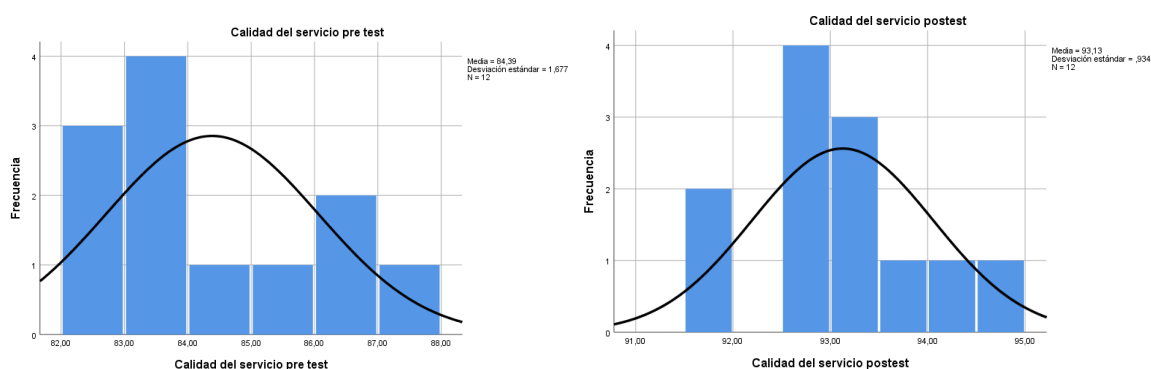 Calidad del servicio pre test
Media = 84,39
Desviación estándar = 1,677
N = 12
Frecuencia
4
3
2
1
0
82,00 83,00 84,00 85,00 86,00 87,00 88,00
Calidad del servicio pre test
Calidad del servicio postest
Media = 93,13
Desviación estándar = ,934
N = 12
Frecuencia
4
3
2
1
0
91,00 92,00 93,00 94,00 95,00
Calidad del servicio postest